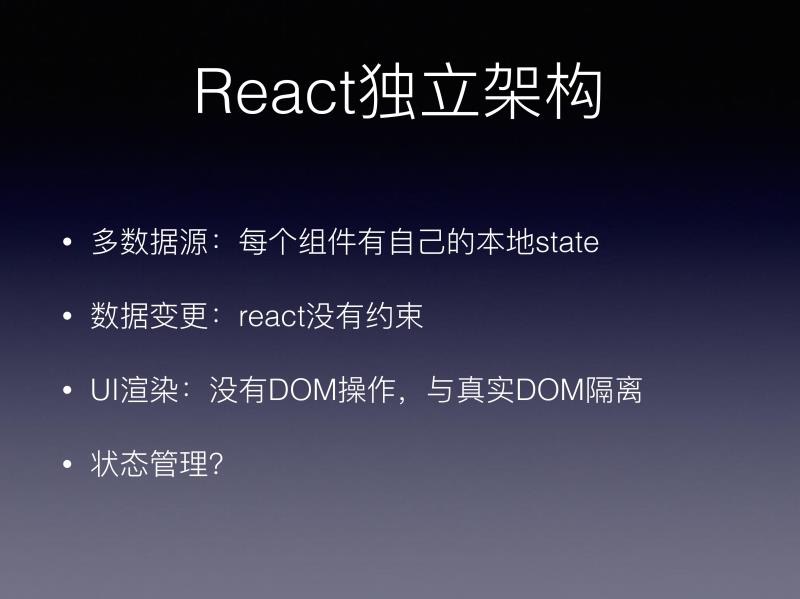 React独立架构
• 多数据源：每个组件有自己的本地state
• 数据变更：react没有约束
• UI渲染：没有DOM操作，与真实DOM隔离
• 状态管理？